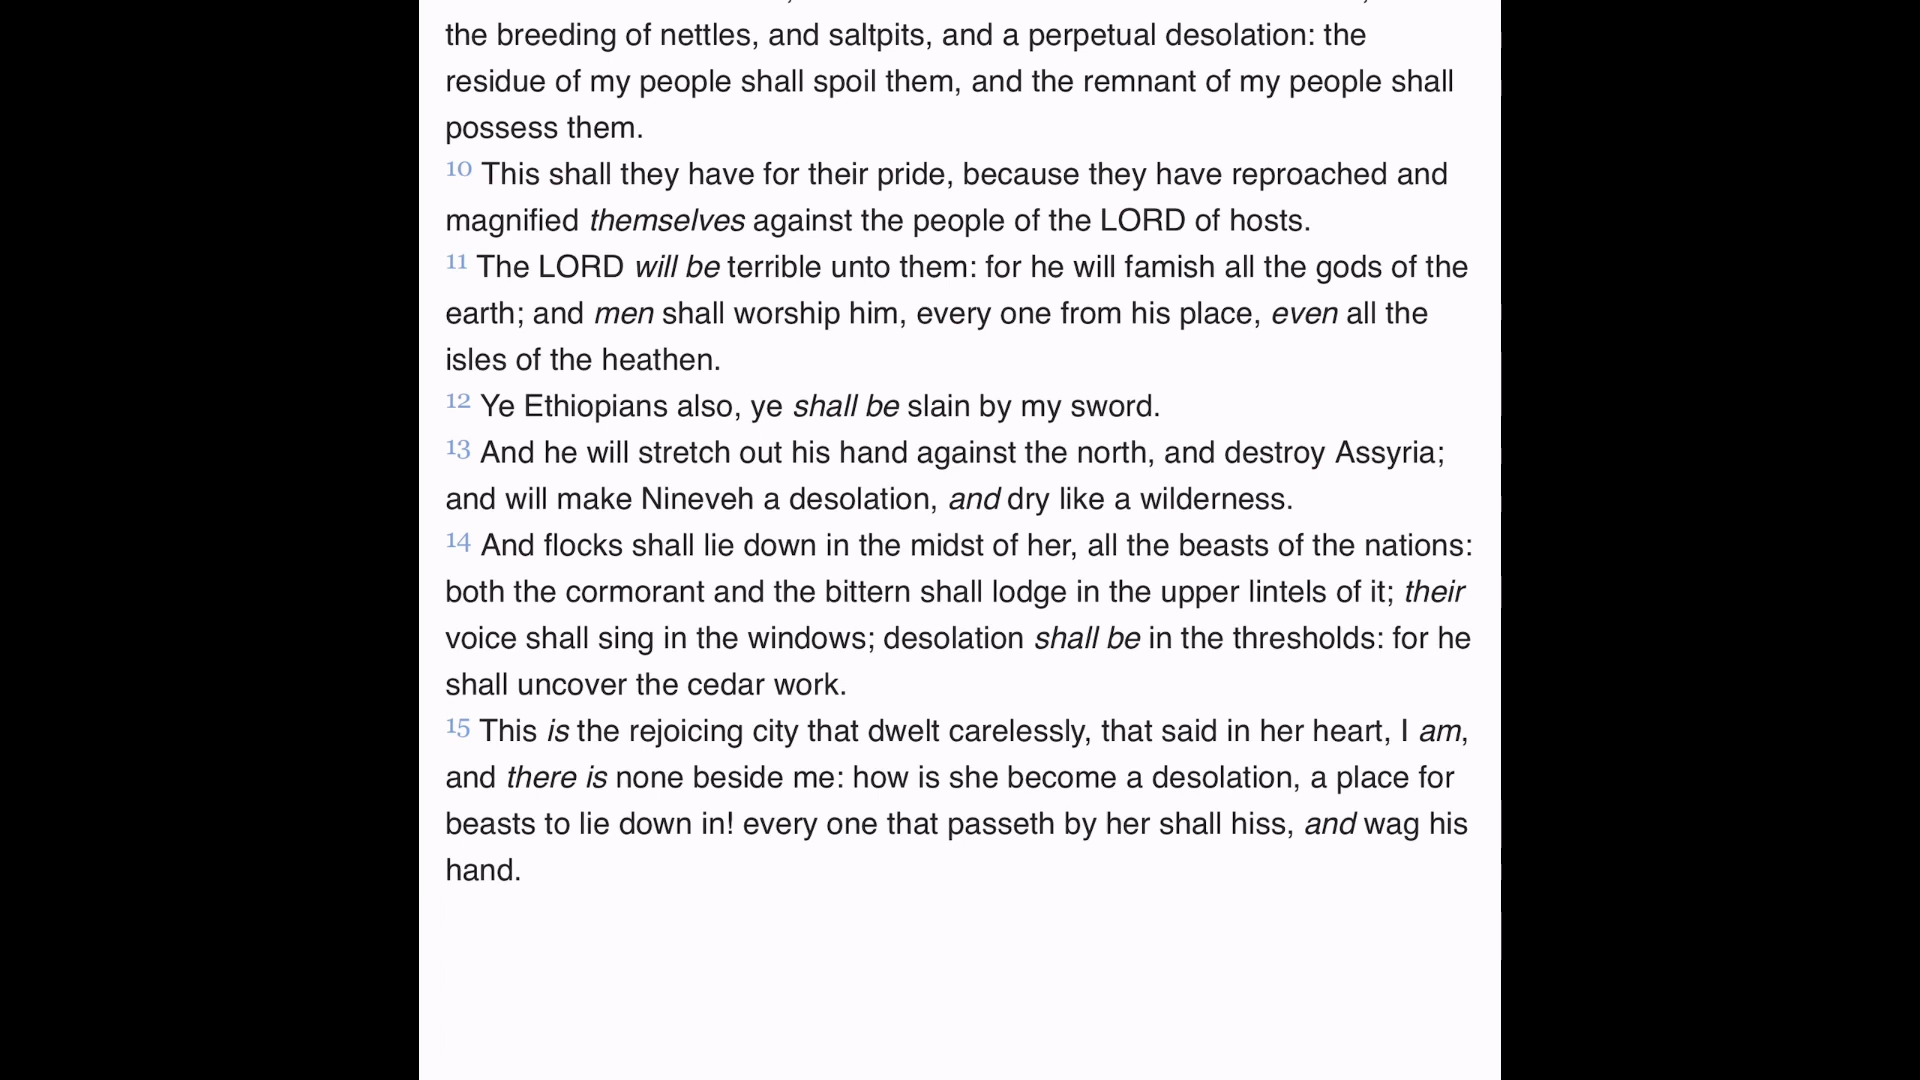 the breeding of nettles, and saltpits, and a perpetual desolation: the
residue of my people shall spoil them, and the remnant of my people shall
possess them.
10 This shall they have for their pride, because they have reproached and
magnified themselves against the people of the LORD of hosts.
11 The LORD will be terrible unto them: for he will famish all the gods of the
earth; and men shall worship him, every one from his place, even all the
isles of the heathen.
12 Ye Ethiopians also, ye shall be slain by my sword.
13 And he will stretch out his hand against the north, and destroy Assyria;
and will make Nineveh a desolation, and dry like a wilderness.
14 And flocks shall lie down in the midst of her, all the beasts of the nations:
both the cormorant and the bittern shall lodge in the upper lintels of it; their
voice shall sing in the windows; desolation shall be in the thresholds: for he
shall uncover the cedar work.
15 This is the rejoicing city that dwelt carelessly, that said in her heart, I am,
and there is none beside me: how is she become a desolation, a place for
beasts to lie down in! every one that passeth by her shall hiss, and wag his
hand.